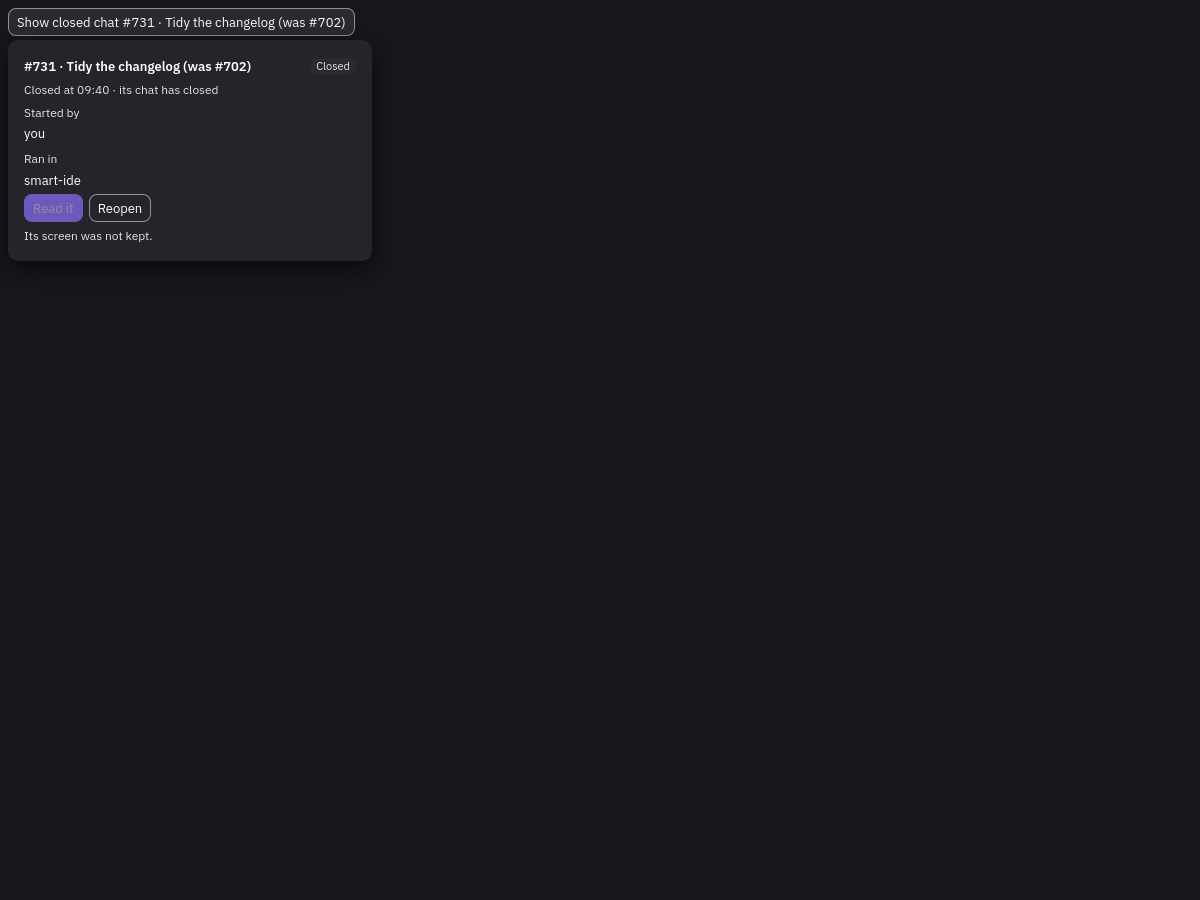 Show closed chat #731 · Tidy the changelog (was #702)
#731 · Tidy the changelog (was #702) Closed
Closed at 09:40 · its chat has closed
Started by
you
Ran in
smart-ide
Read it Reopen
Its screen was not kept.